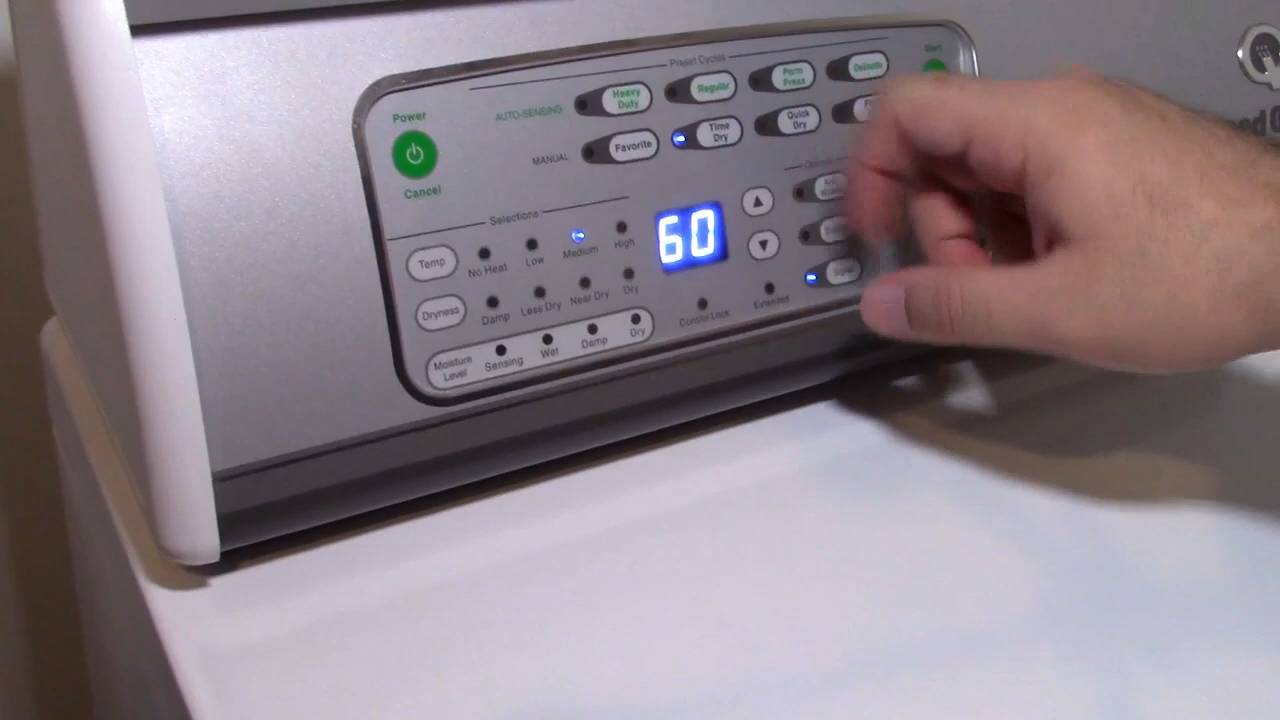 Preset Cycles
Start
Power
AUTO-SENSING
Heavy
Duty
Regular
Perm
Press
Delicate
MANUAL
Favorite
Time
Dry
Quick
Dry
Cancel
Selections
60
Temp
No Heat
Low
Medium
High
Signal
Dryness
Damp
Less Dry
Near Dry
Dry
Control Lock
Extended
Moisture
Level
Sensing
Wet
Damp
Dry